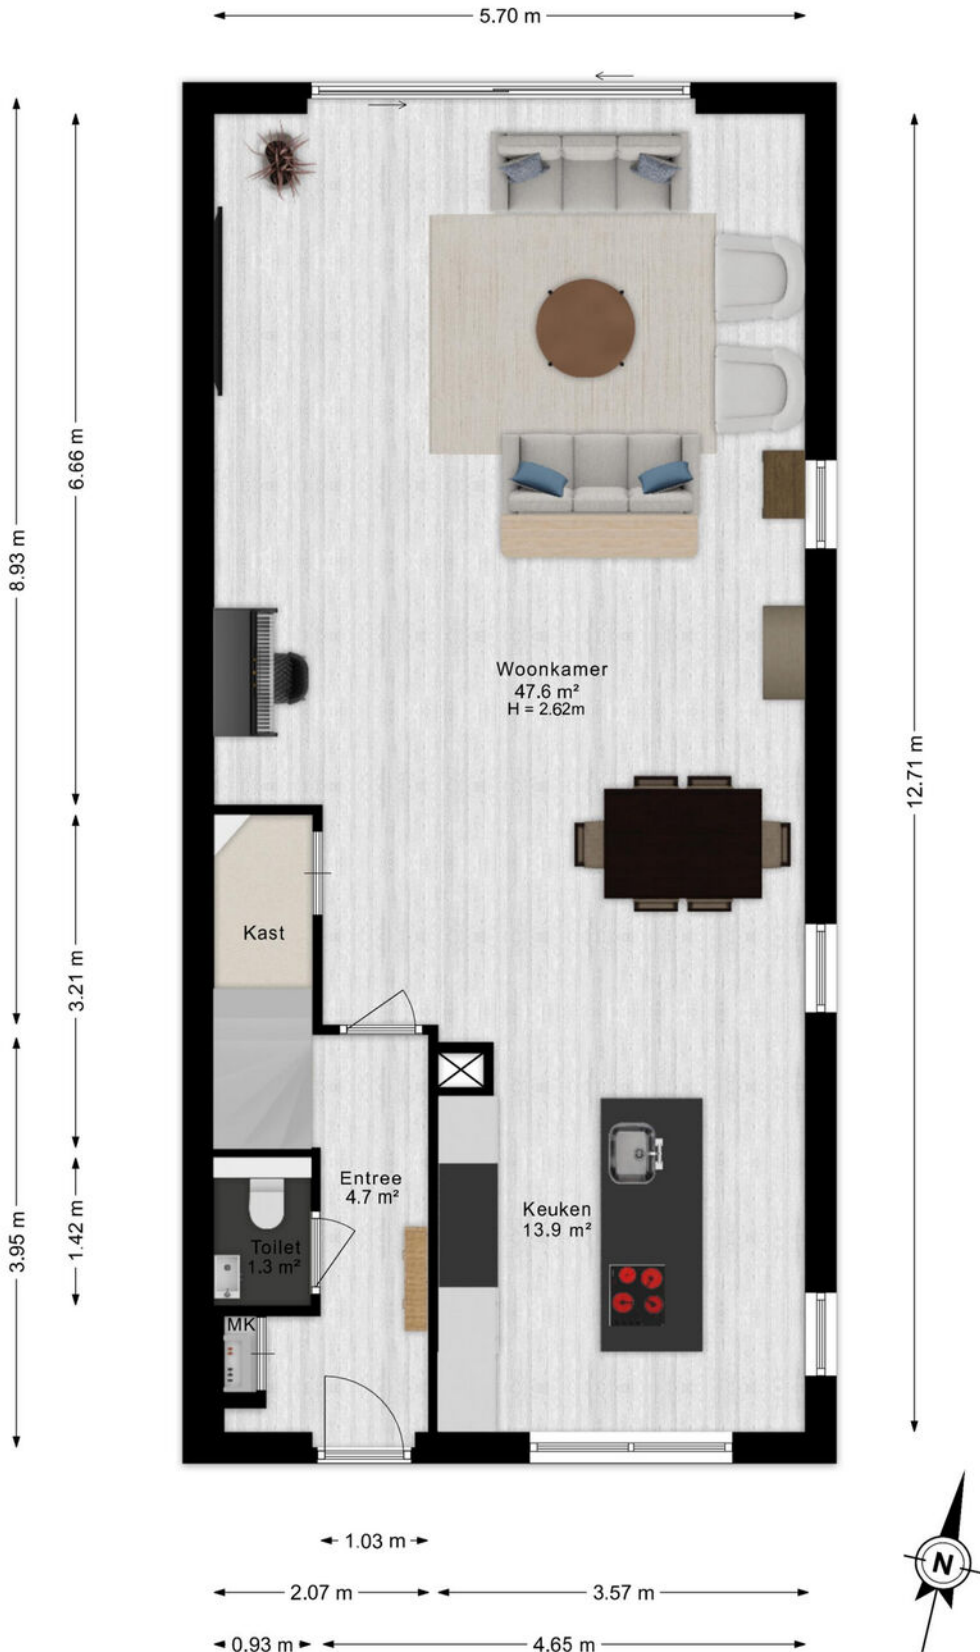 5.70 m
8.93 m
6.66 m
12.71 m
Woonkamer
47.6 m²
H = 2.62m
Kast
3.21 m
Entree
4.7 m²
Keuken
13.9 m²
Toilet
1.3 m²
1.42 m
3.95 m
MK
1.03 m
2.07 m
3.57 m
0.93 m
4.65 m
N